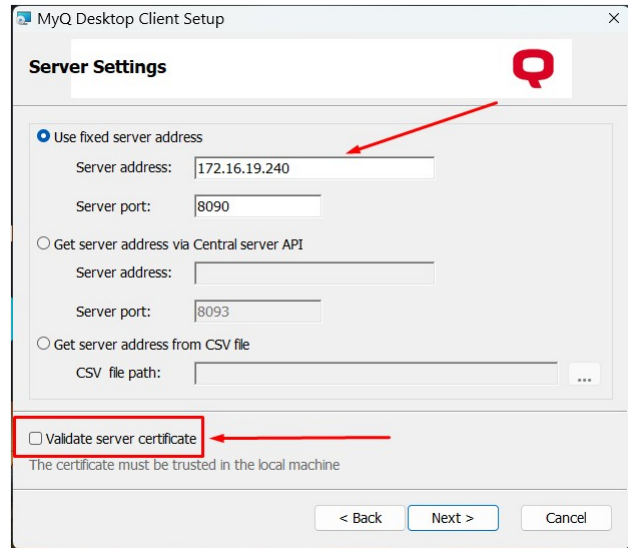 MyQ Desktop Client Setup
Server Settings
Use fixed server address
Server address: 172.16.19.240
Server port: 8090
Get server address via Central server API
Server address:
Server port: 8093
Get server address from CSV file
CSV file path: ...
Validate server certificate
The certificate must be trusted in the local machine
< Back Next > Cancel